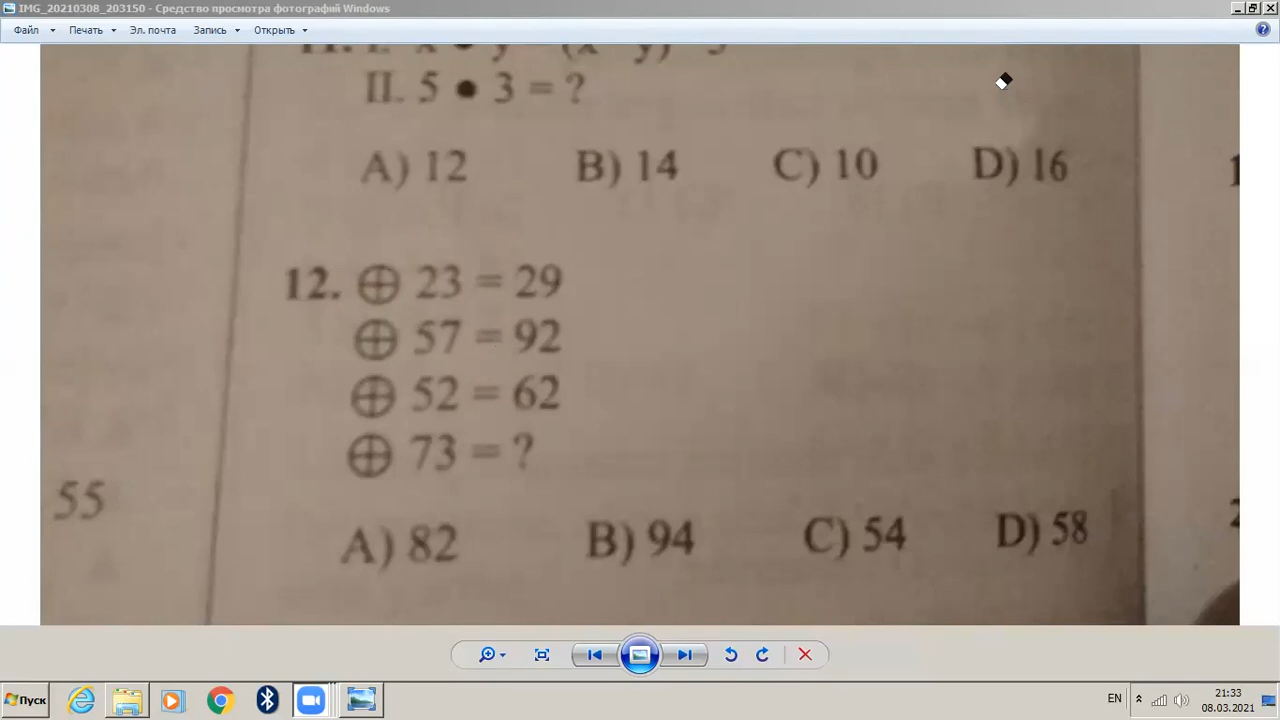 IMG_20210308_203150 - Средство просмотра фотографий Windows
Файл Печать Эл. почта Запись Открыть
II. 5 ● 3 = ?
A) 12 B) 14 C) 10 D) 16
12. ⊕ 23 = 29
⊕ 57 = 92
⊕ 52 = 62
⊕ 73 = ?
55
A) 82 B) 94 C) 54 D) 58
Пуск
EN
21:33
08.03.2021